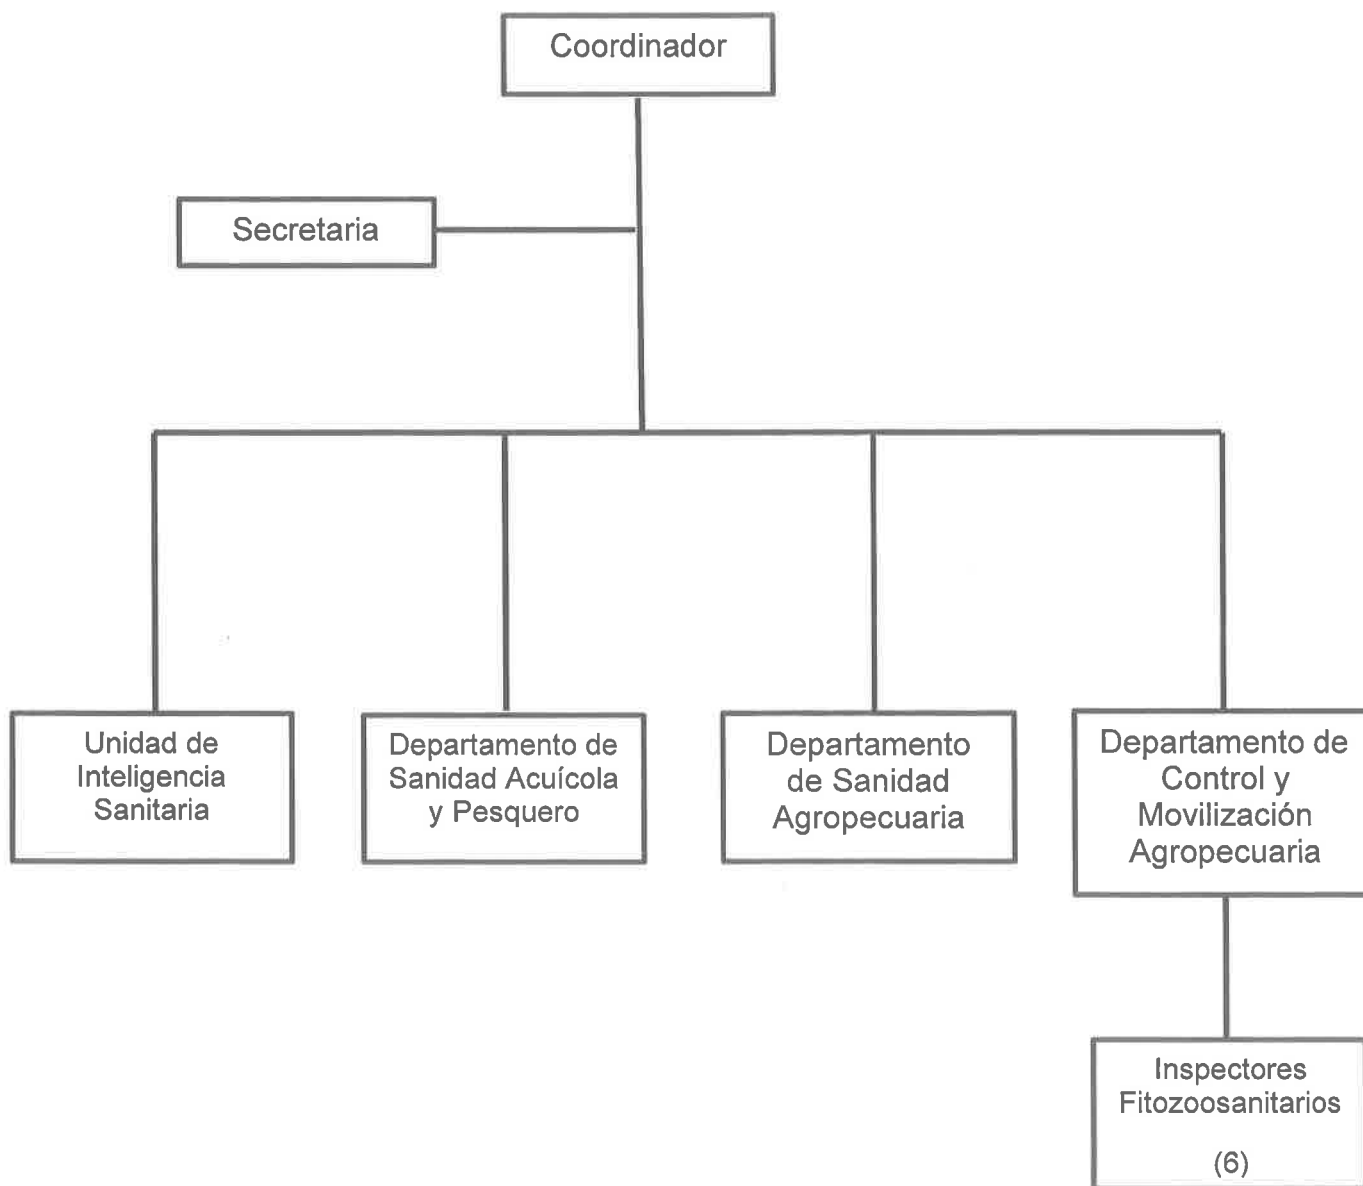 Coordinador
Secretaria
Unidad de
Inteligencia
Sanitaria
Departamento de
Sanidad Acuícola
y Pesquero
Departamento
de Sanidad
Agropecuaria
Departamento de
Control y
Movilización
Agropecuaria
Inspectores
Fitozoosanitarios
(6)